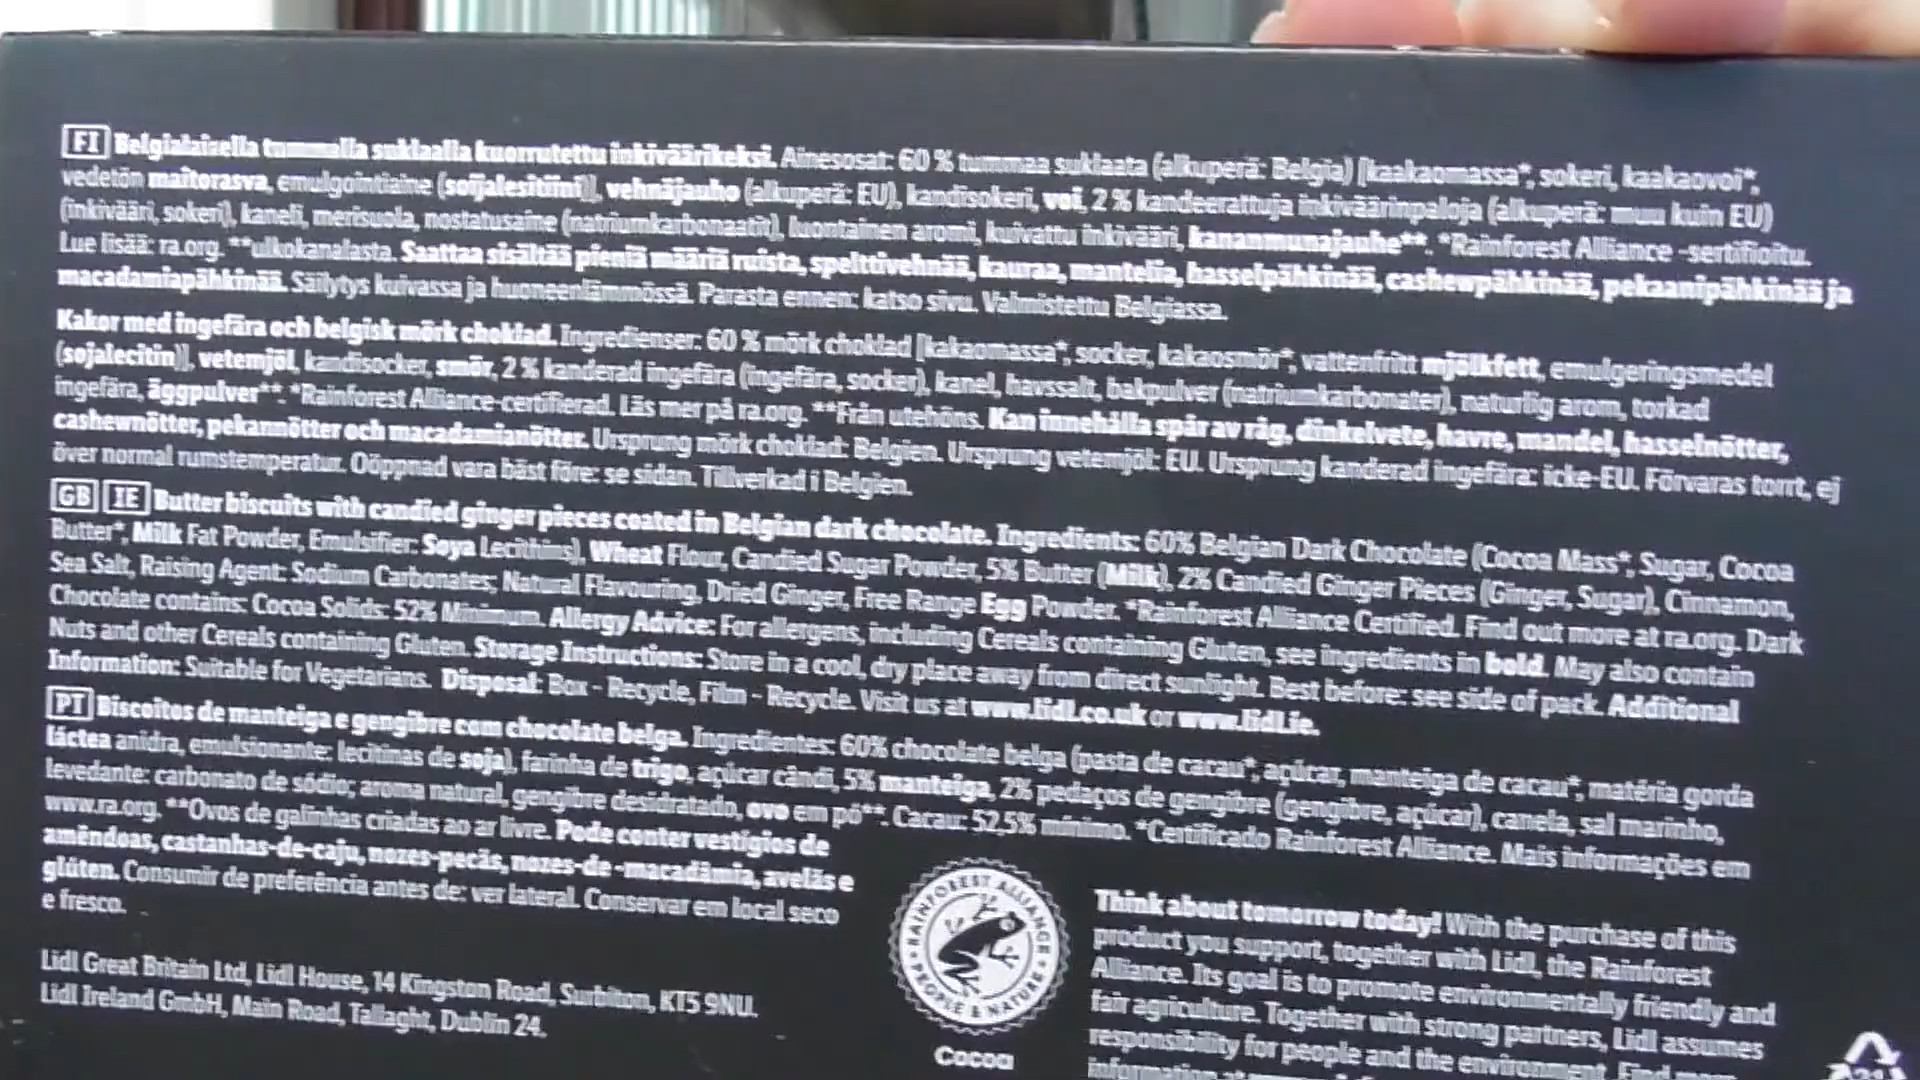 FI Belgialaisella tummalla suklaalla kuorrutettu inkiväärikeksi. Ainesosat: 60 % tummaa suklaata (alkuperä: Belgia) [kaakaomassa*, sokeri, kaakaovoi*,
vedetön maitorasva, emulgointiaine (soijalesitiini)], vehnäjauho (alkuperä: EU), kandisokeri, voi, 2 % kandeerattuja inkiväärinpaloja (alkuperä: muu kuin EU)
(inkivääri, sokeri), kaneli, merisuola, nostatusaine (natriumkarbonaatit), luontainen aromi, kuivattu inkivääri, kananmunajauhe**. *Rainforest Alliance -sertifioitu.
Lue lisää: ra.org. **ulkokanalasta. Saattaa sisältää pieniä määriä ruista, spelttivehnää, kauraa, mantelia, hasselpähkinää, cashewpähkinää, pekaanipähkinää ja
macadamiapähkinää. Säilytys kuivassa ja huoneenlämmössä. Parasta ennen: katso sivu. Valmistettu Belgiassa.
Kakor med ingefära och belgisk mörk choklad. Ingredienser: 60 % mörk choklad [kakaomassa*, socker, kakaosmör*, vattenfritt mjölkfett, emulgeringsmedel
(sojalecitin)], vetemjöl, kandisocker, smör, 2 % kanderad ingefära (ingefära, socker), kanel, havssalt, bakpulver (natriumkarbonater), naturlig arom, torkad
ingefära, äggpulver**. *Rainforest Alliance-certifierad. Läs mer på ra.org. **Från utehöns. Kan innehålla spår av råg, dinkelvete, havre, mandel, hasselnötter,
cashewnötter, pekannötter och macadamianötter. Ursprung mörk choklad: Belgien. Ursprung vetemjöl: EU. Ursprung kanderad ingefära: icke-EU. Förvaras torrt, ej
över normal rumstemperatur. Oöppnad vara bäst före: se sidan. Tillverkad i Belgien.
GB IE Butter biscuits with candied ginger pieces coated in Belgian dark chocolate. Ingredients: 60% Belgian Dark Chocolate (Cocoa Mass*, Sugar, Cocoa
Butter*, Milk Fat Powder, Emulsifier: Soya Lecithins), Wheat Flour, Candied Sugar Powder, 5% Butter (Milk), 2% Candied Ginger Pieces (Ginger, Sugar), Cinnamon,
Sea Salt, Raising Agent: Sodium Carbonates; Natural Flavouring, Dried Ginger, Free Range Egg Powder. *Rainforest Alliance Certified. Find out more at ra.org. Dark
Chocolate contains: Cocoa Solids: 52% Minimum. Allergy Advice: For allergens, including Cereals containing Gluten, see ingredients in bold. May also contain
Nuts and other Cereals containing Gluten. Storage Instructions: Store in a cool, dry place away from direct sunlight. Best before: see side of pack. Additional
Information: Suitable for Vegetarians. Disposal: Box - Recycle, Film - Recycle. Visit us at www.lidl.co.uk or www.lidl.ie.
PT Biscoitos de manteiga e gengibre com chocolate belga. Ingredientes: 60% chocolate belga (pasta de cacau*, açúcar, manteiga de cacau*, matéria gorda
láctea anidra, emulsionante: lecitinas de soja), farinha de trigo, açúcar cândi, 5% manteiga, 2% pedaços de gengibre (gengibre, açúcar), canela, sal marinho,
levedante: carbonato de sódio; aroma natural, gengibre desidratado, ovo em pó**. Cacau: 52,5% mínimo. *Certificado Rainforest Alliance. Mais informações em
www.ra.org. **Ovos de galinhas criadas ao ar livre. Pode conter vestígios de
amêndoas, castanhas-de-caju, nozes-pecãs, nozes-de-macadâmia, avelãs e
glúten. Consumir de preferência antes de: ver lateral. Conservar em local seco
e fresco.
Lidl Great Britain Ltd, Lidl House, 14 Kingston Road, Surbiton, KT5 9NU.
Lidl Ireland GmbH, Main Road, Tallaght, Dublin 24.
RAINFOREST ALLIANCE
PEOPLE & NATURE
Cocoa
Think about tomorrow today! With the purchase of this
product you support, together with Lidl, the Rainforest
Alliance. Its goal is to promote environmentally friendly and
fair agriculture. Together with strong partners, Lidl assumes
responsibility for people and the environment. Find more
information